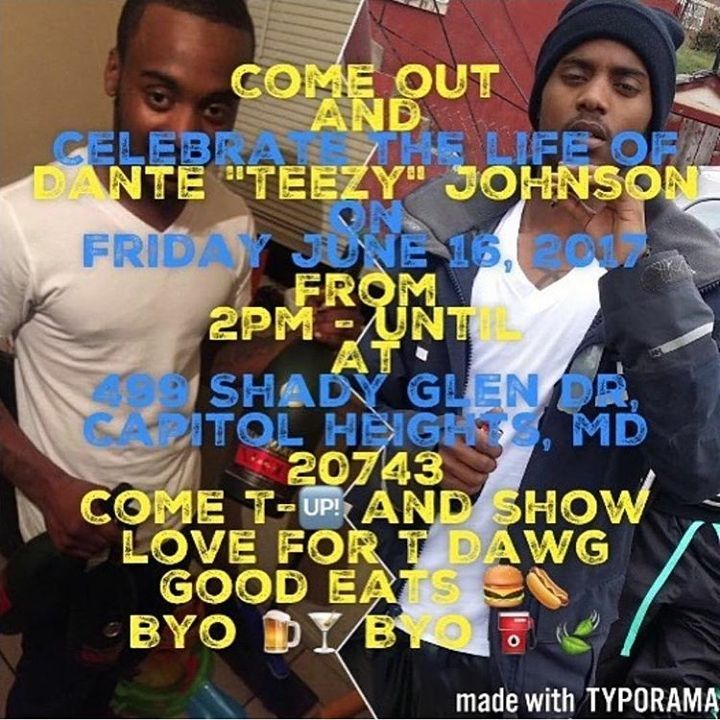 COME OUT
AND
CELEBRATE THE LIFE OF
DANTE "TEEZY" JOHNSON
ON
FRIDAY JUNE 16, 2017
FROM
2PM - UNTIL
AT
499 SHADY GLEN DR,
CAPITOL HEIGHTS, MD
20743
COME T-🆙 AND SHOW
LOVE FOR T DAWG
GOOD EATS 🍔🌭
BYO 🍺🍸 BYO ⛽🍃
made with TYPORAMA